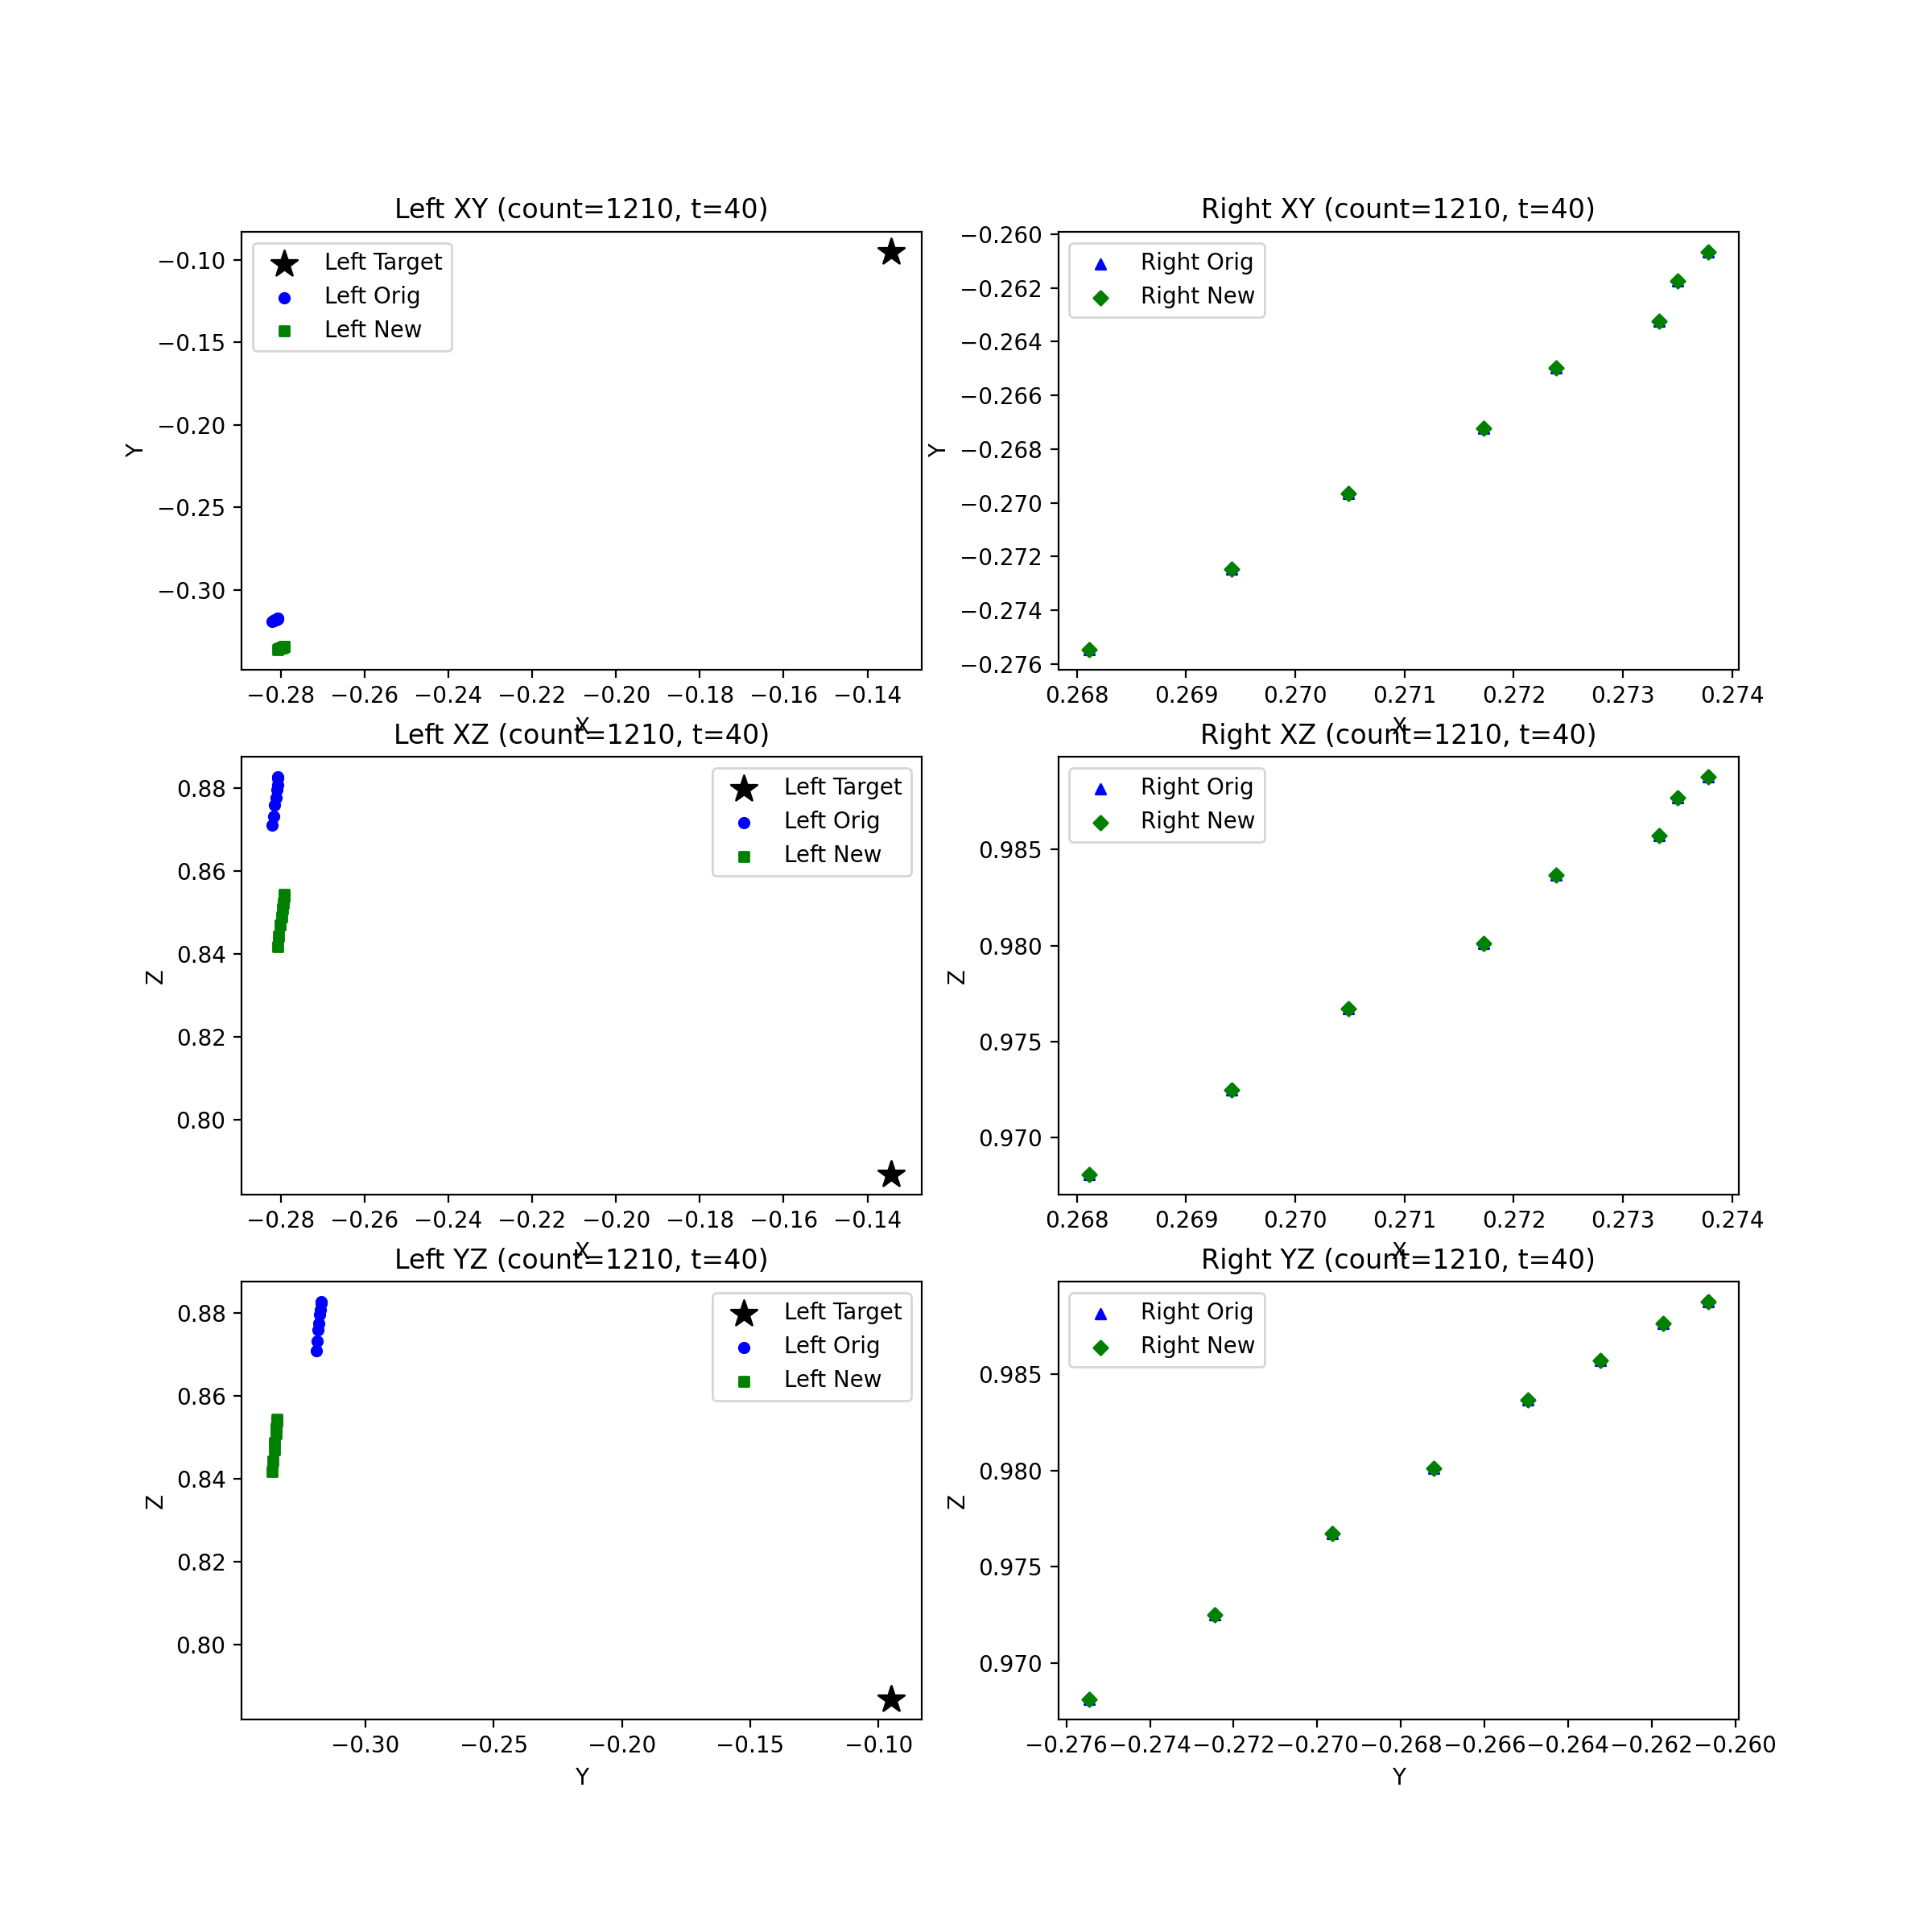 Left XY (count=1210, t=40)
Left Target
Left Orig
Left New
−0.10
−0.15
−0.20
−0.25
−0.30
Y
−0.28 −0.26 −0.24 −0.22 −0.20 −0.18 −0.16 −0.14
X
Right XY (count=1210, t=40)
Right Orig
Right New
−0.260
−0.262
−0.264
−0.266
−0.268
−0.270
−0.272
−0.274
−0.276
Y
0.268 0.269 0.270 0.271 0.272 0.273 0.274
X
Left XZ (count=1210, t=40)
Left Target
Left Orig
Left New
0.88
0.86
0.84
0.82
0.80
Z
−0.28 −0.26 −0.24 −0.22 −0.20 −0.18 −0.16 −0.14
X
Right XZ (count=1210, t=40)
Right Orig
Right New
0.985
0.980
0.975
0.970
Z
0.268 0.269 0.270 0.271 0.272 0.273 0.274
X
Left YZ (count=1210, t=40)
Left Target
Left Orig
Left New
0.88
0.86
0.84
0.82
0.80
Z
−0.30 −0.25 −0.20 −0.15 −0.10
Y
Right YZ (count=1210, t=40)
Right Orig
Right New
0.985
0.980
0.975
0.970
Z
−0.276 −0.274 −0.272 −0.270 −0.268 −0.266 −0.264 −0.262 −0.260
Y